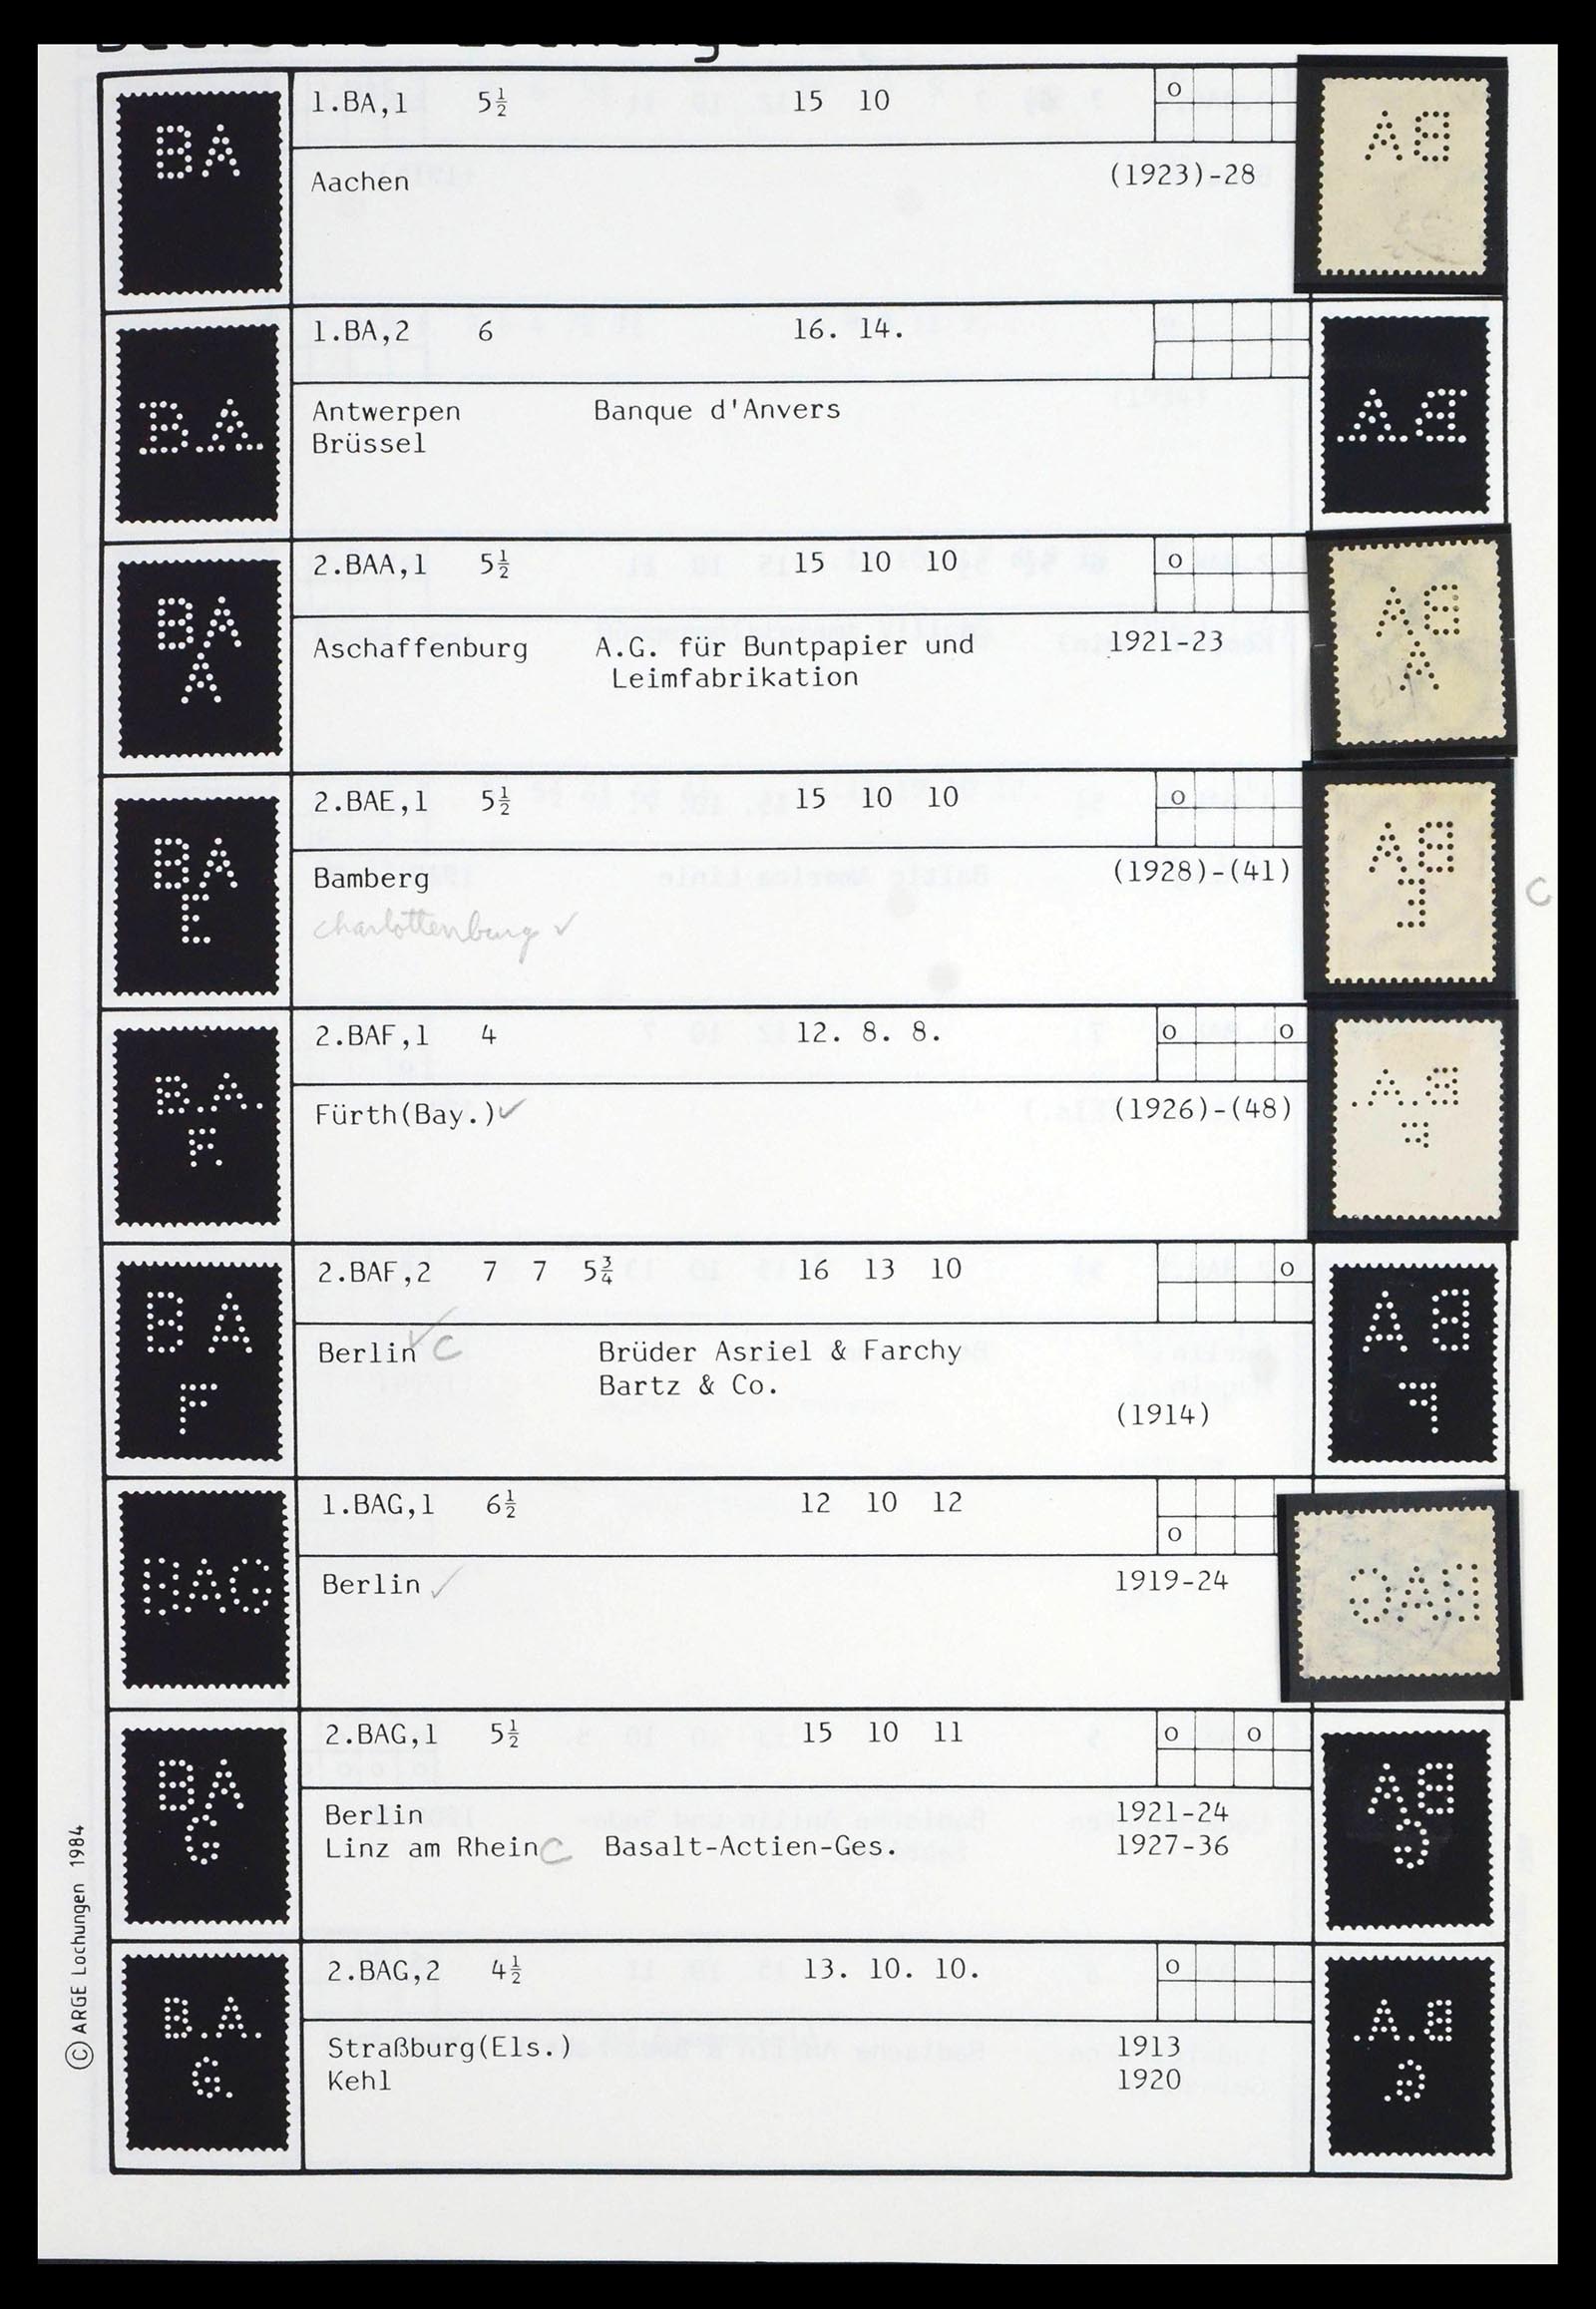 BA
1.BA,1 5½ 15 10 o
BA
Aachen (1923)-28
B.A.
1.BA,2 6 16. 14.
B.A.
Antwerpen Banque d'Anvers
Brüssel
BA
A
2.BAA,1 5½ 15 10 10 o
BA
A
Aschaffenburg A.G. für Buntpapier und 1921-23
Leimfabrikation
BA
E
2.BAE,1 5½ 15 10 10 o
BA
E
Bamberg (1928)-(41)
C
charlottenburg ✓
B.A.
F.
2.BAF,1 4 12. 8. 8. o o
B.A.
F
Fürth(Bay.) ✓ (1926)-(48)
B A
F
2.BAF,2 7 7 5¾ 16 13 10 o
B A
F
Berlin ✓ C Brüder Asriel & Farchy
Bartz & Co.
(1914)
BAG
1.BAG,1 6½ 12 10 12
o
BAG
Berlin ✓ 1919-24
BA
G
2.BAG,1 5½ 15 10 11 o o
BA
G
Berlin 1921-24
Linz am Rhein C Basalt-Actien-Ges. 1927-36
B.A.
G.
2.BAG,2 4½ 13. 10. 10. o
B.A.
G.
Straßburg(Els.) 1913
Kehl 1920
© ARGE Lochungen 1984